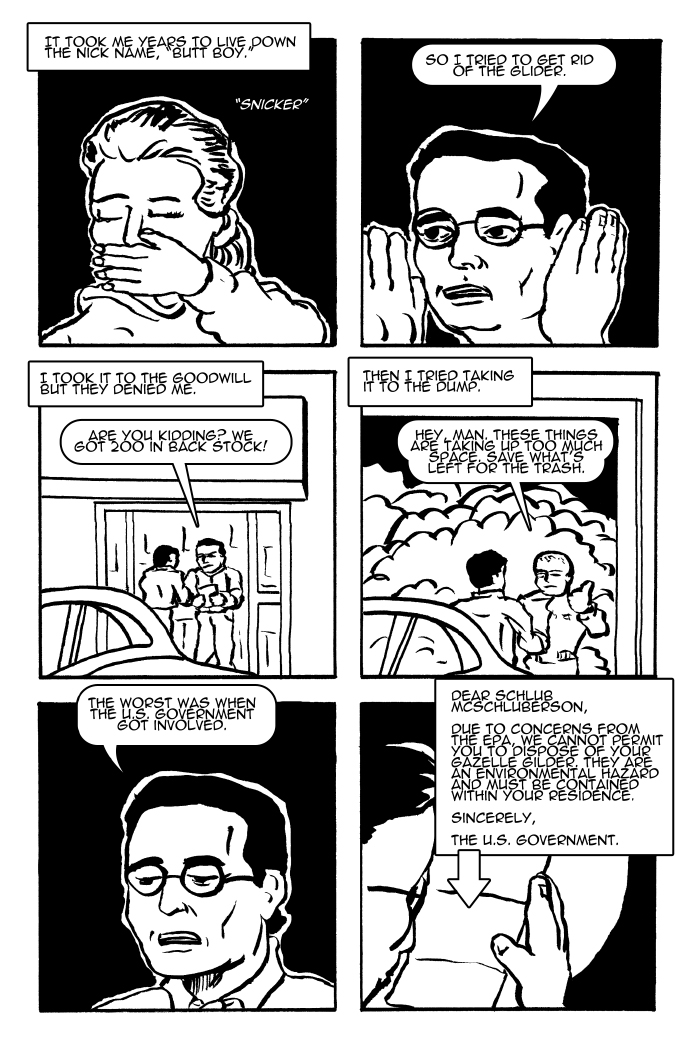 IT TOOK ME YEARS TO LIVE DOWN
THE NICK NAME, "BUTT BOY."
"SNICKER"
SO I TRIED TO GET RID
OF THE GLIDER.
I TOOK IT TO THE GOODWILL
BUT THEY DENIED ME.
ARE YOU KIDDING? WE
GOT 200 IN BACK STOCK!
THEN I TRIED TAKING
IT TO THE DUMP.
HEY, MAN. THESE THINGS
ARE TAKING UP TOO MUCH
SPACE. SAVE WHAT'S
LEFT FOR THE TRASH.
THE WORST WAS WHEN
THE U.S. GOVERNMENT
GOT INVOLVED.
DEAR SCHLUB
MCSCHLUBERSON,
DUE TO CONCERNS FROM
THE EPA, WE CANNOT PERMIT
YOU TO DISPOSE OF YOUR
GAZELLE GILDER. THEY ARE
AN ENVIRONMENTAL HAZARD
AND MUST BE CONTAINED
WITHIN YOUR RESIDENCE.
SINCERELY,
THE U.S. GOVERNMENT.